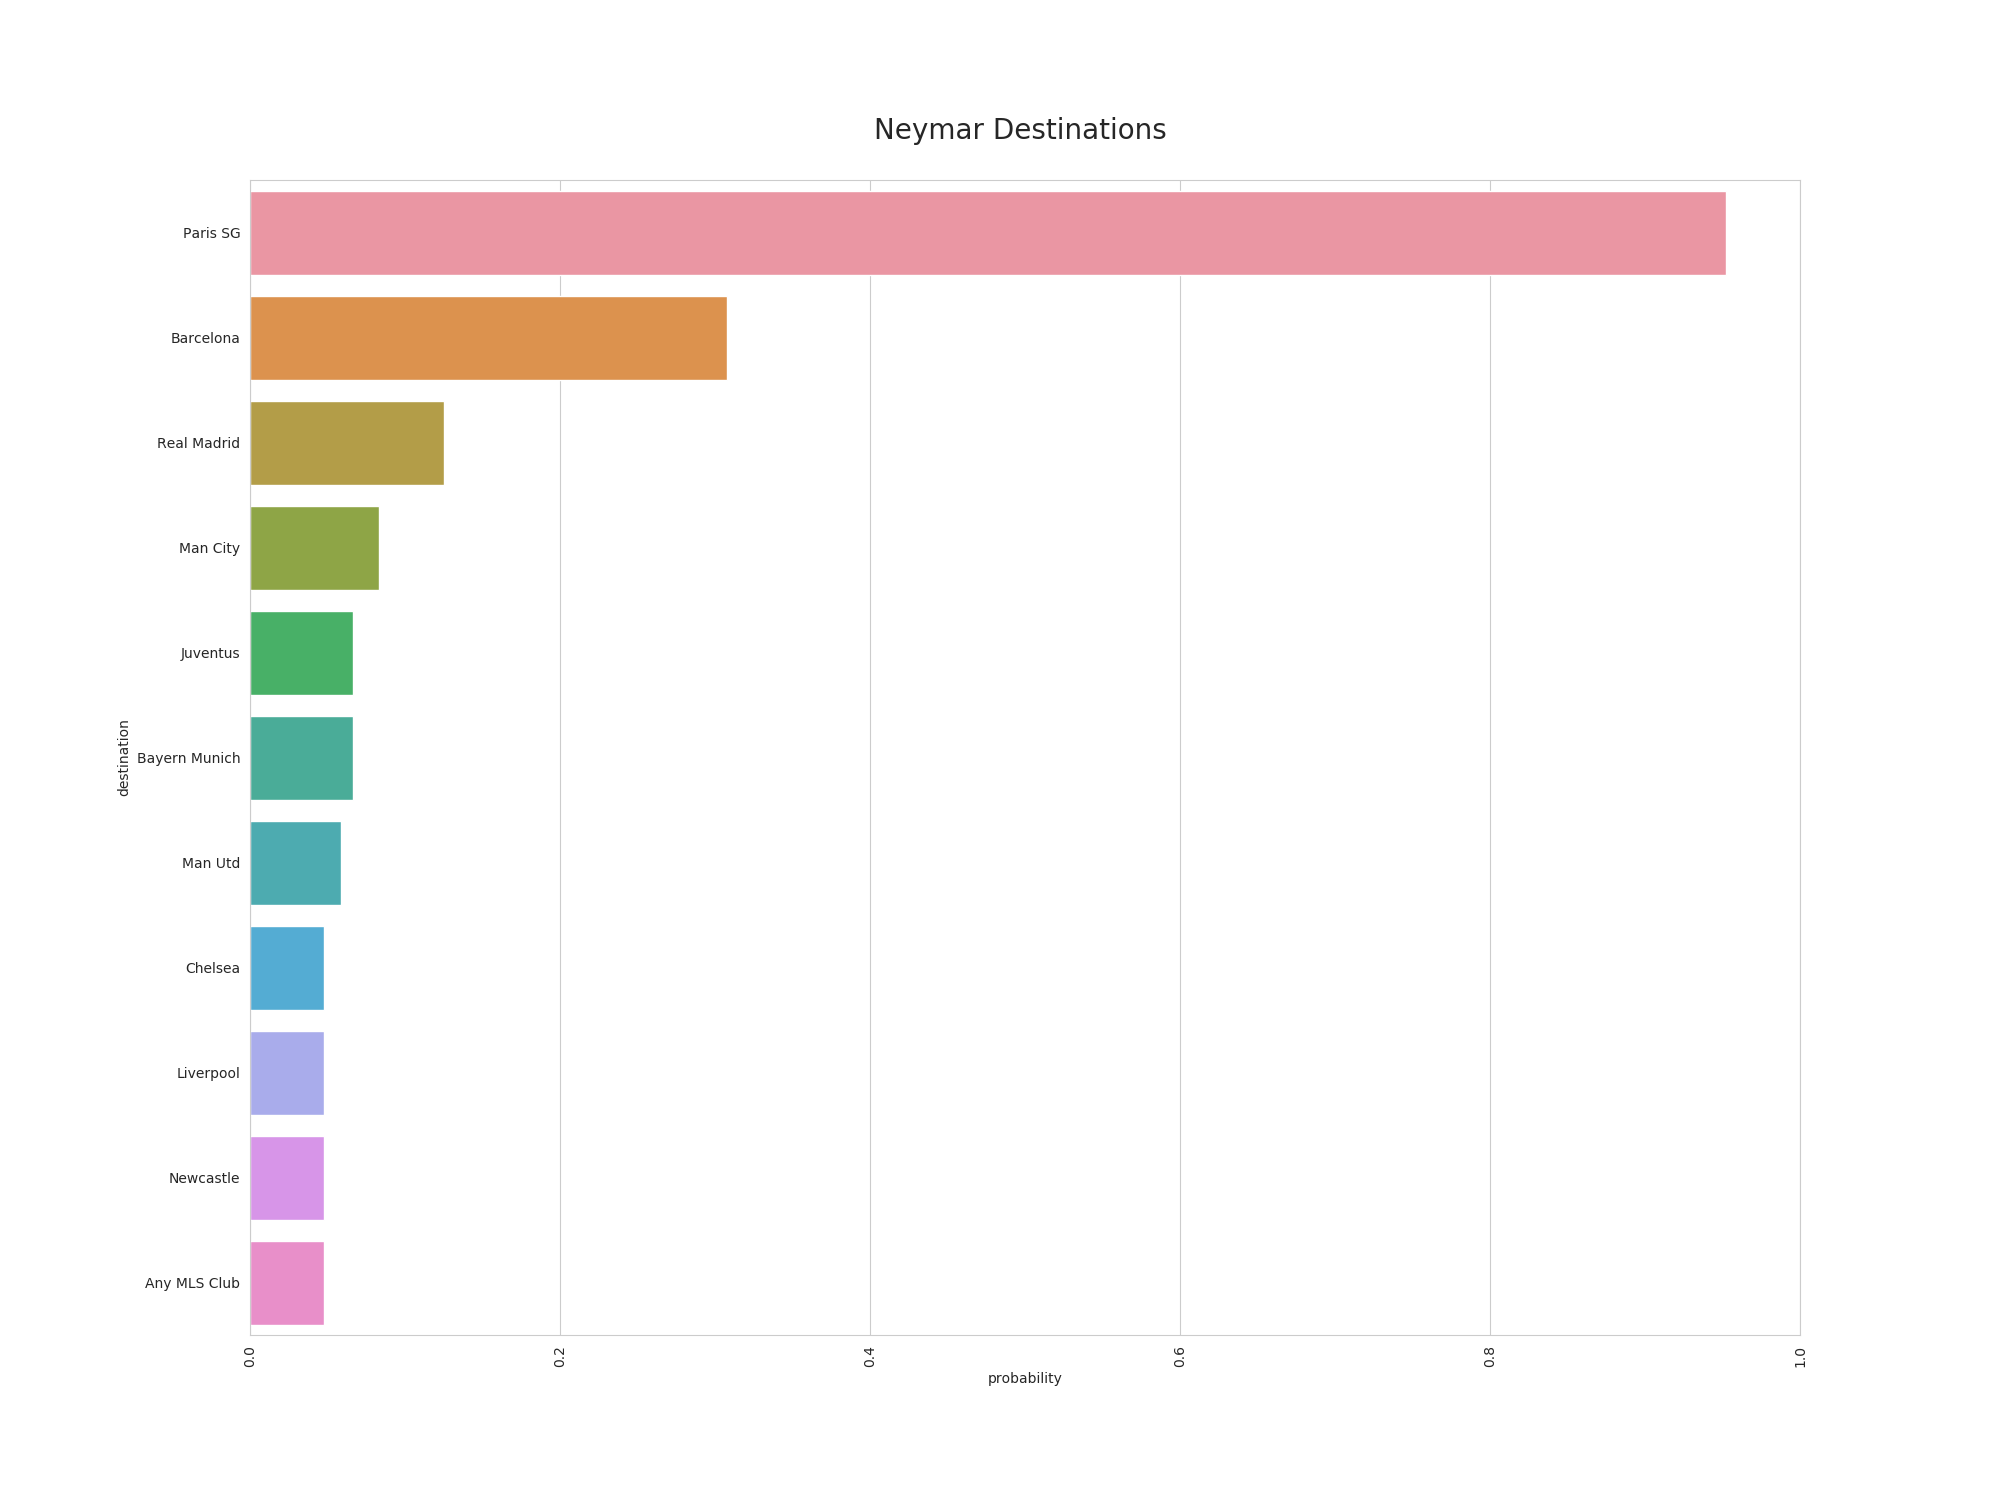 Neymar Destinations
Paris SG
Barcelona
Real Madrid
Man City
Juventus
Bayern Munich
Man Utd
Chelsea
Liverpool
Newcastle
Any MLS Club
destination
0.0
0.2
0.4
0.6
0.8
1.0
probability